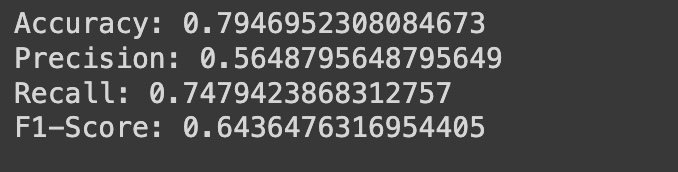 Accuracy: 0.7946952308084673
Precision: 0.5648795648795649
Recall: 0.7479423868312757
F1-Score: 0.6436476316954405